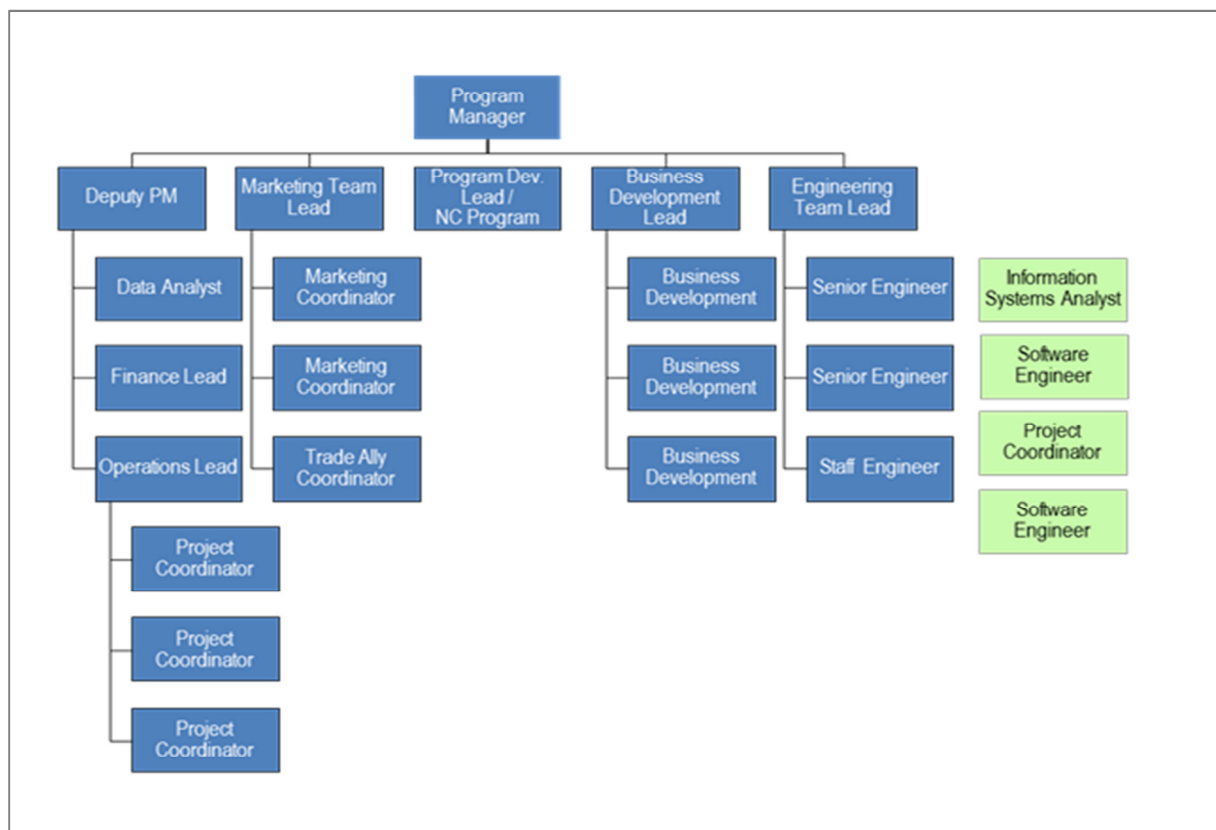 Program
Manager
Deputy PM
Marketing Team
Lead
Program Dev.
Lead /
NC Program
Business
Development
Lead
Engineering
Team Lead
Data Analyst
Marketing
Coordinator
Business
Development
Senior Engineer
Information
Systems Analyst
Finance Lead
Marketing
Coordinator
Business
Development
Senior Engineer
Software
Engineer
Operations Lead
Trade Ally
Coordinator
Business
Development
Staff Engineer
Project
Coordinator
Software
Engineer
Project
Coordinator
Project
Coordinator
Project
Coordinator